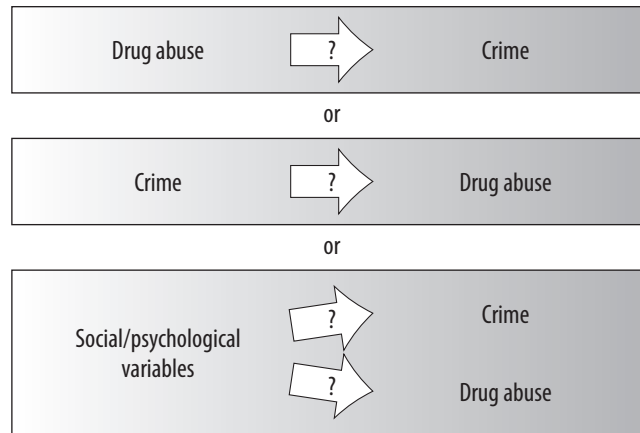 Drug abuse ? Crime
or
Crime ? Drug abuse
or
Social/psychological
variables
? Crime
? Drug abuse